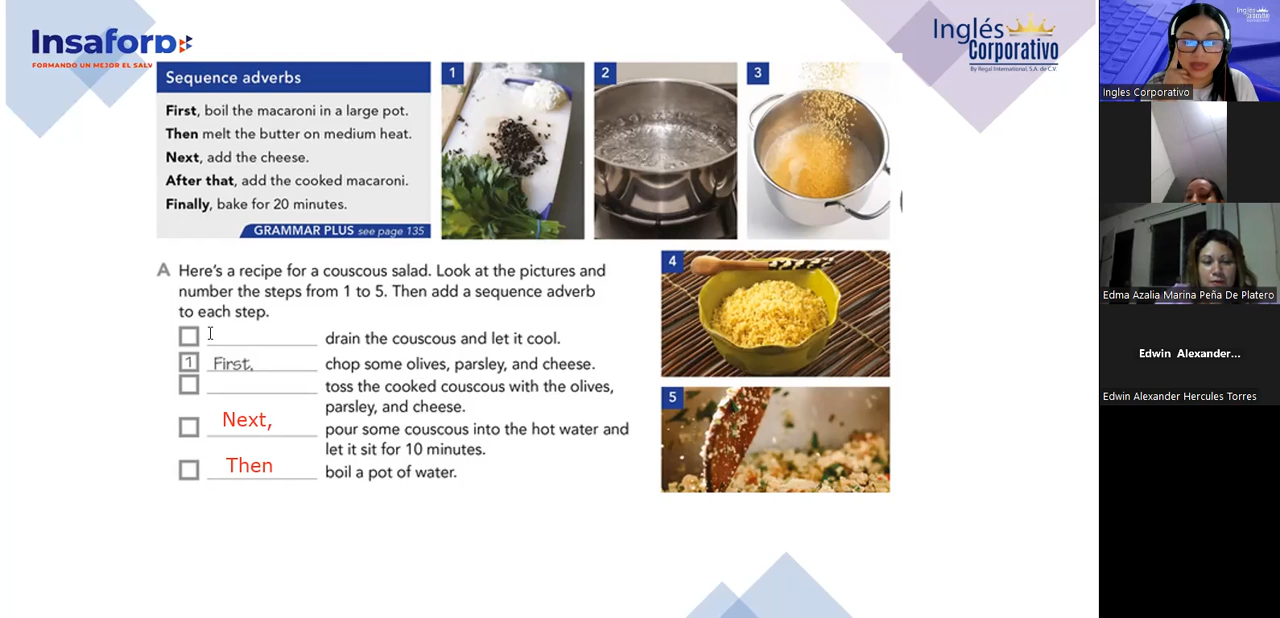 Insaforp
FORMANDO UN MEJOR EL SALV
Inglés
Corporativo
By Regal International, S.A. de C.V.
Sequence adverbs
First, boil the macaroni in a large pot.
Then melt the butter on medium heat.
Next, add the cheese.
After that, add the cooked macaroni.
Finally, bake for 20 minutes.
GRAMMAR PLUS see page 135
1
2
3
4
5
A Here's a recipe for a couscous salad. Look at the pictures and
number the steps from 1 to 5. Then add a sequence adverb
to each step.
drain the couscous and let it cool.
1 First, chop some olives, parsley, and cheese.
toss the cooked couscous with the olives,
parsley, and cheese.
Next, pour some couscous into the hot water and
let it sit for 10 minutes.
Then boil a pot of water.
Inglés
Ingles Corporativo
Edma Azalia Marina Peña De Platero
Edwin Alexander...
Edwin Alexander Hercules Torres